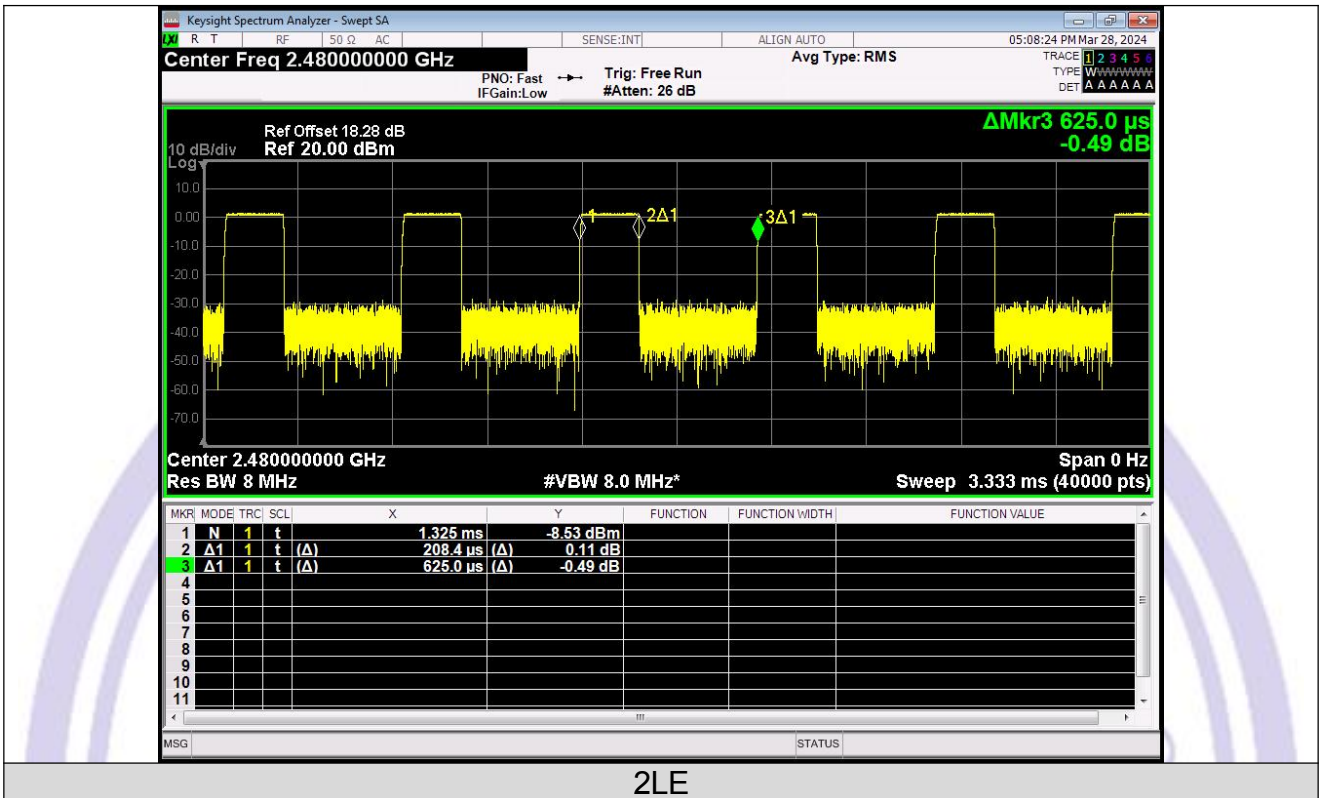 Keysight Spectrum Analyzer - Swept SA
LXI R T RF 50 Ω AC SENSE:INT ALIGN AUTO 05:08:24 PM Mar 28, 2024
Center Freq 2.480000000 GHz Avg Type: RMS TRACE 1 2 3 4 5 6
PNO: Fast Trig: Free Run TYPE W
IFGain:Low #Atten: 26 dB DET A A A A A A
ΔMkr3 625.0 µs
-0.49 dB
Ref Offset 18.28 dB
10 dB/div Ref 20.00 dBm
Log
10.0
0.00
-10.0
-20.0
-30.0
-40.0
-50.0
-60.0
-70.0
1 2Δ1 3Δ1
Center 2.480000000 GHz Span 0 Hz
Res BW 8 MHz #VBW 8.0 MHz* Sweep 3.333 ms (40000 pts)
MKR MODE TRC SCL X Y FUNCTION FUNCTION WIDTH FUNCTION VALUE
1 N 1 t 1.325 ms -8.53 dBm
2 Δ1 1 t (Δ) 208.4 µs (Δ) 0.11 dB
3 Δ1 1 t (Δ) 625.0 µs (Δ) -0.49 dB
4
5
6
7
8
9
10
11
MSG STATUS
2LE